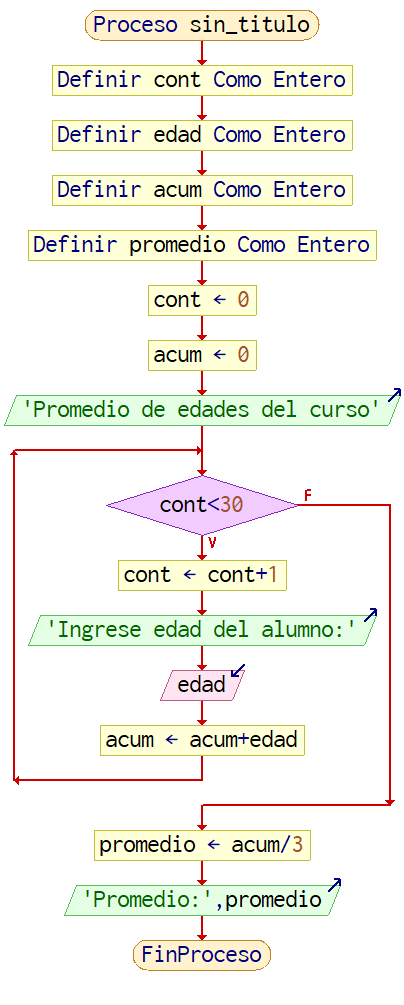 Proceso sin_titulo
Definir cont Como Entero
Definir edad Como Entero
Definir acum Como Entero
Definir promedio Como Entero
cont ← 0
acum ← 0
'Promedio de edades del curso'
cont<30
F
V
cont ← cont+1
'Ingrese edad del alumno:'
edad
acum ← acum+edad
promedio ← acum/3
'Promedio:',promedio
FinProceso